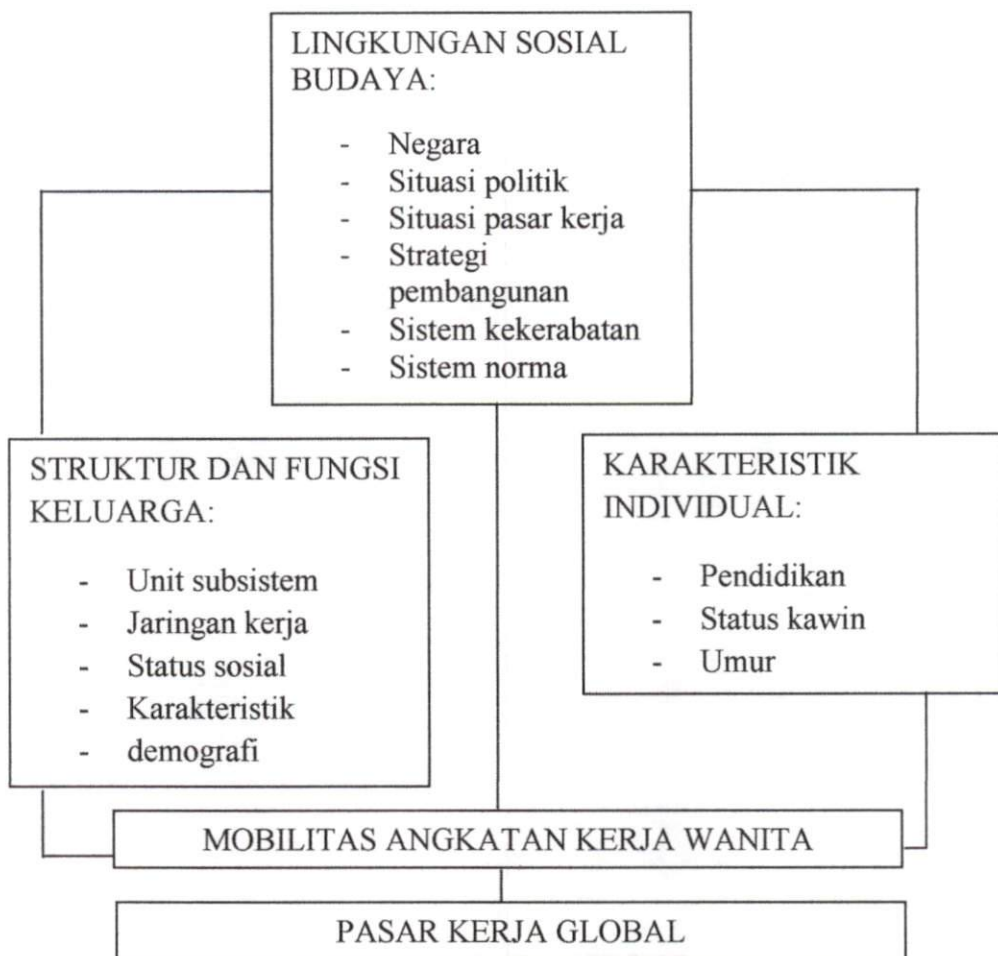 LINGKUNGAN SOSIAL
BUDAYA:
- Negara
- Situasi politik
- Situasi pasar kerja
- Strategi
pembangunan
- Sistem kekerabatan
- Sistem norma
STRUKTUR DAN FUNGSI
KELUARGA:
- Unit subsistem
- Jaringan kerja
- Status sosial
- Karakteristik
- demografi
KARAKTERISTIK
INDIVIDUAL:
- Pendidikan
- Status kawin
- Umur
MOBILITAS ANGKATAN KERJA WANITA
PASAR KERJA GLOBAL